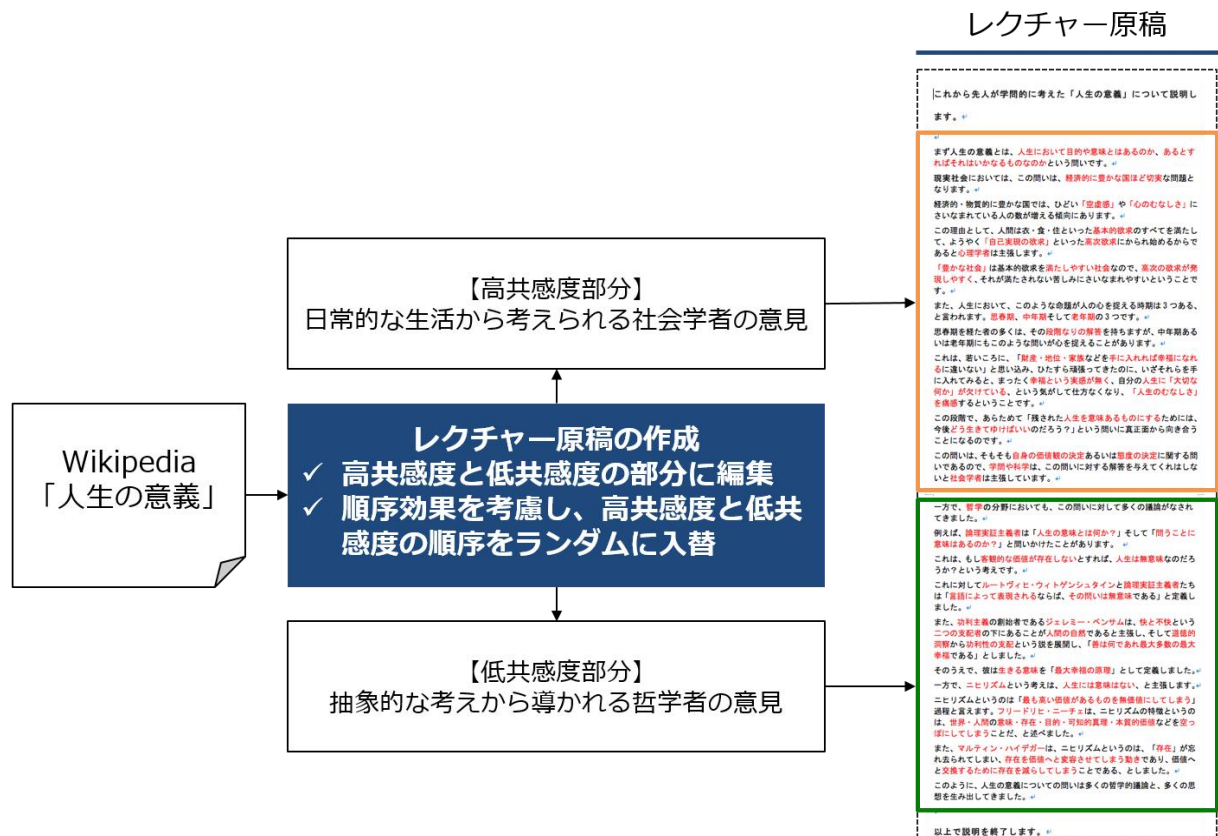 レクチャー原稿
Wikipedia
「人生の意義」
【高共感度部分】
日常的な生活から考えられる社会学者の意見
レクチャー原稿の作成
✓ 高共感度と低共感度の部分に編集
✓ 順序効果を考慮し、高共感度と低共
感度の順序をランダムに入替
【低共感度部分】
抽象的な考えから導かれる哲学者の意見
これから先人が学問的に考えた「人生の意義」について説明し
ます。
まず人生の意義とは、人生において目的や意味とはあるのか、あるとす
ればそれはいかなるものなのかという問いです。
現実社会においては、この問いは、経済的に豊かな国ほど切実な問題と
なります。
経済的・物質的に豊かな国では、ひどい「空虚感」や「心のむなしさ」に
さいなまれている人の数が増える傾向にあります。
この理由として、人間は衣・食・住といった基本的欲求のすべてを満たし
て、ようやく「自己実現の欲求」といった高次欲求にかられ始めるからで
あると心理学者は主張します。
「豊かな社会」は基本的欲求を満たしやすい社会なので、高次の欲求が発
現しやすく、それが満たされない苦しみにさいなまれやすいということで
す。
また、人生において、このような命題が人の心を捉える時期は３つある、
と言われます。思春期、中年期そして老年期の３つです。
思春期を経た者の多くは、その段階なりの解答を持ちますが、中年期ある
いは老年期にもこのような問いが心を捉えることがあります。
これは、若いころに、「財産・地位・家族などを手に入れれば幸福になれ
るに違いない」と思い込み、ひたすら頑張ってきたのに、いざそれらを手
に入れてみると、まったく幸福という実感が無く、自分の人生に「大切な
何か」が欠けている、という気がして仕方なくなり、「人生のむなしさ」
を痛感するということです。
この段階で、あらためて「残された人生を意味あるものにするためには、
今後どう生きてゆけばいいのだろう？」という問いに真正面から向き合う
ことになるのです。
この問いは、そもそも自身の価値観の決定あるいは態度の決定に関する問
いであるので、学問や科学は、この問いに対する解答を与えてくれはしな
いと社会学者は主張しています。
一方で、哲学の分野においても、この問いに対して多くの議論がなされ
てきました。
例えば、論理実証主義者は「人生の意味とは何か？」そして「問うことに
意味はあるのか？」と問いかけたことがあります。
これは、もし客観的な価値が存在しないとすれば、人生は無意味なのだろ
うか？という考えです。
これに対してルートヴィヒ・ウィトゲンシュタインと論理実証主義者たち
は「言語によって表現されるならば、その問いは無意味である」と定義し
ました。
また、功利主義の創始者であるジェレミー・ベンサムは、快と不快という
二つの支配者の下にあることが人間の自然であると主張し、そして道徳的
洞察から功利性の支配という説を展開し、「善は何であれ最大多数の最大
幸福である」としました。
そのうえで、彼は生きる意味を「最大幸福の原理」として定義しました。
一方で、ニヒリズムという考えは、人生には意味はない、と主張します。
ニヒリズムというのは「最も高い価値があるものを無価値にしてしまう」
過程と言えます。フリードリヒ・ニーチェは、ニヒリズムの特徴というの
は、世界・人間の意味・存在・目的・可知的真理・本質的価値などを空っ
ぽにしてしまうことだ、と述べました。
また、マルティン・ハイデガーは、ニヒリズムというのは、「存在」が忘
れ去られてしまい、存在を価値へと変容させてしまう動きであり、価値へ
と交換するために存在を減らしてしまうことである、としました。
このように、人生の意義についての問いは多くの哲学的議論と、多くの思
想を生み出してきました。
以上で説明を終了します。